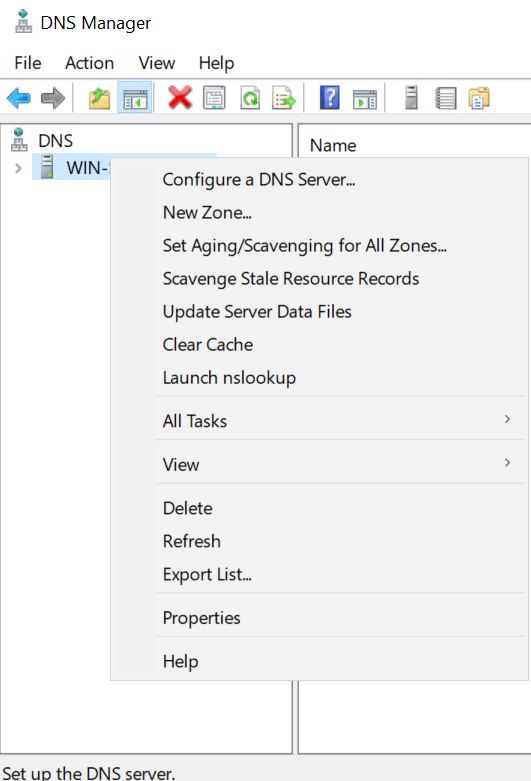 DNS Manager
File Action View Help
DNS
Name
WIN-
Configure a DNS Server...
New Zone...
Set Aging/Scavenging for All Zones...
Scavenge Stale Resource Records
Update Server Data Files
Clear Cache
Launch nslookup
All Tasks
View
Delete
Refresh
Export List...
Properties
Help
Set up the DNS server.